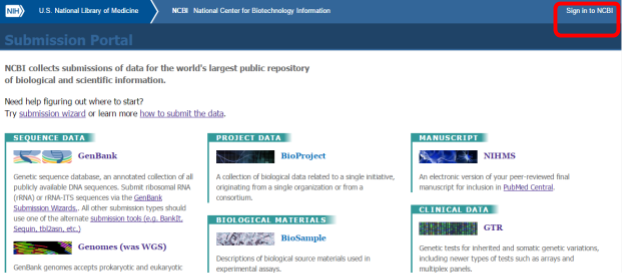 NIH U.S. National Library of Medicine NCBI National Center for Biotechnology Information Sign in to NCBI
Submission Portal
NCBI collects submissions of data for the world's largest public repository
of biological and scientific information.
Need help figuring out where to start?
Try submission wizard or learn more how to submit the data.
SEQUENCE DATA
GenBank
Genetic sequence database, an annotated collection of all
publicly available DNA sequences. Submit ribosomal RNA
(rRNA) or rRNA-ITS sequences via the GenBank
Submission Wizards,. All other submission types should
use one of the alternate submission tools (e.g. BankIt,
Sequin, tbl2asn, etc.)
Genomes (was WGS)
GenBank genomes accepts prokaryotic and eukaryotic
PROJECT DATA
BioProject
A collection of biological data related to a single initiative,
originating from a single organization or from a
consortium.
BIOLOGICAL MATERIALS
BioSample
Descriptions of biological source materials used in
experimental assays.
MANUSCRIPT
NIHMS
An electronic version of your peer-reviewed final
manuscript for inclusion in PubMed Central.
CLINICAL DATA
GTR
Genetic tests for inherited and somatic genetic variations,
including newer types of tests such as arrays and
multiplex panels.